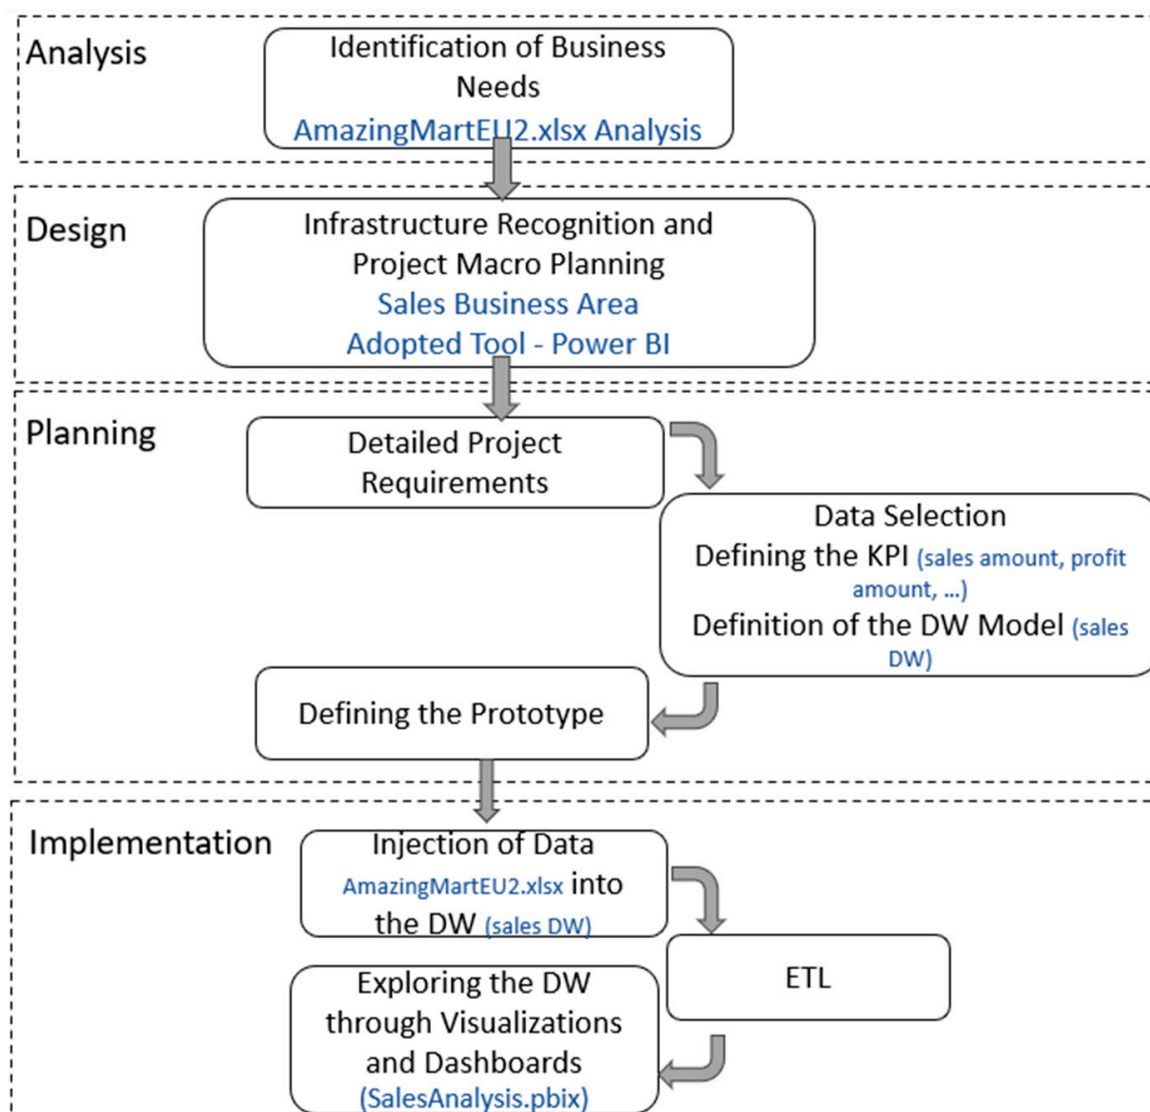 Analysis
Identification of Business
Needs
AmazingMartEU2.xlsx Analysis
Design
Infrastructure Recognition and
Project Macro Planning
Sales Business Area
Adopted Tool - Power BI
Planning
Detailed Project
Requirements
Data Selection
Defining the KPI (sales amount, profit
amount, ...)
Definition of the DW Model (sales
DW)
Defining the Prototype
Implementation
Injection of Data
AmazingMartEU2.xlsx into
the DW (sales DW)
ETL
Exploring the DW
through Visualizations
and Dashboards
(SalesAnalysis.pbix)